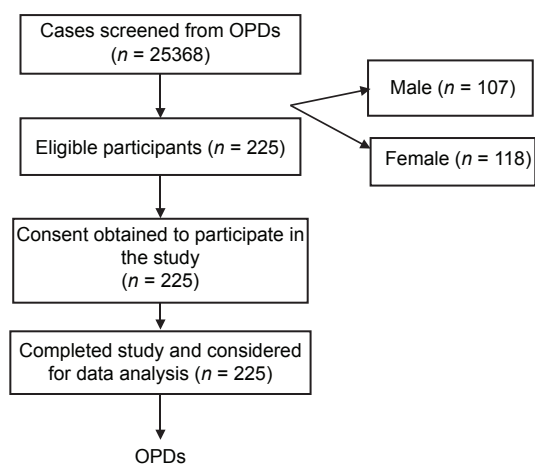 Cases screened from OPDs
(n = 25368)
Male (n = 107)
Eligible participants (n = 225)
Female (n = 118)
Consent obtained to participate in
the study
(n = 225)
Completed study and considered
for data analysis (n = 225)
OPDs